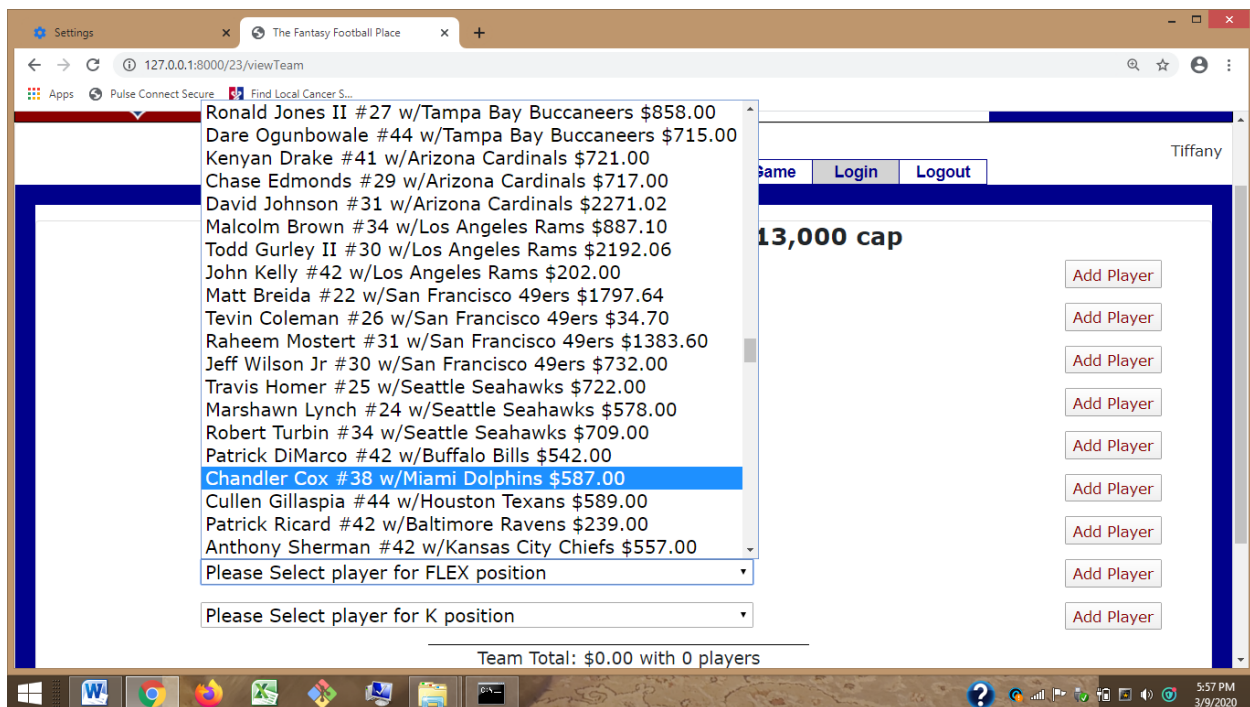 Settings
The Fantasy Football Place
127.0.0.1:8000/23/viewTeam
Apps Pulse Connect Secure Find Local Cancer S...
Tiffany
Game Login Logout
13,000 cap
Ronald Jones II #27 w/Tampa Bay Buccaneers $858.00
Dare Ogunbowale #44 w/Tampa Bay Buccaneers $715.00
Kenyan Drake #41 w/Arizona Cardinals $721.00
Chase Edmonds #29 w/Arizona Cardinals $717.00
David Johnson #31 w/Arizona Cardinals $2271.02
Malcolm Brown #34 w/Los Angeles Rams $887.10
Todd Gurley II #30 w/Los Angeles Rams $2192.06
John Kelly #42 w/Los Angeles Rams $202.00
Matt Breida #22 w/San Francisco 49ers $1797.64
Tevin Coleman #26 w/San Francisco 49ers $34.70
Raheem Mostert #31 w/San Francisco 49ers $1383.60
Jeff Wilson Jr #30 w/San Francisco 49ers $732.00
Travis Homer #25 w/Seattle Seahawks $722.00
Marshawn Lynch #24 w/Seattle Seahawks $578.00
Robert Turbin #34 w/Seattle Seahawks $709.00
Patrick DiMarco #42 w/Buffalo Bills $542.00
Chandler Cox #38 w/Miami Dolphins $587.00
Cullen Gillaspia #44 w/Houston Texans $589.00
Patrick Ricard #42 w/Baltimore Ravens $239.00
Anthony Sherman #42 w/Kansas City Chiefs $557.00
Add Player
Add Player
Add Player
Add Player
Add Player
Add Player
Add Player
Please Select player for FLEX position Add Player
Please Select player for K position Add Player
Team Total: $0.00 with 0 players
5:57 PM
3/9/2020